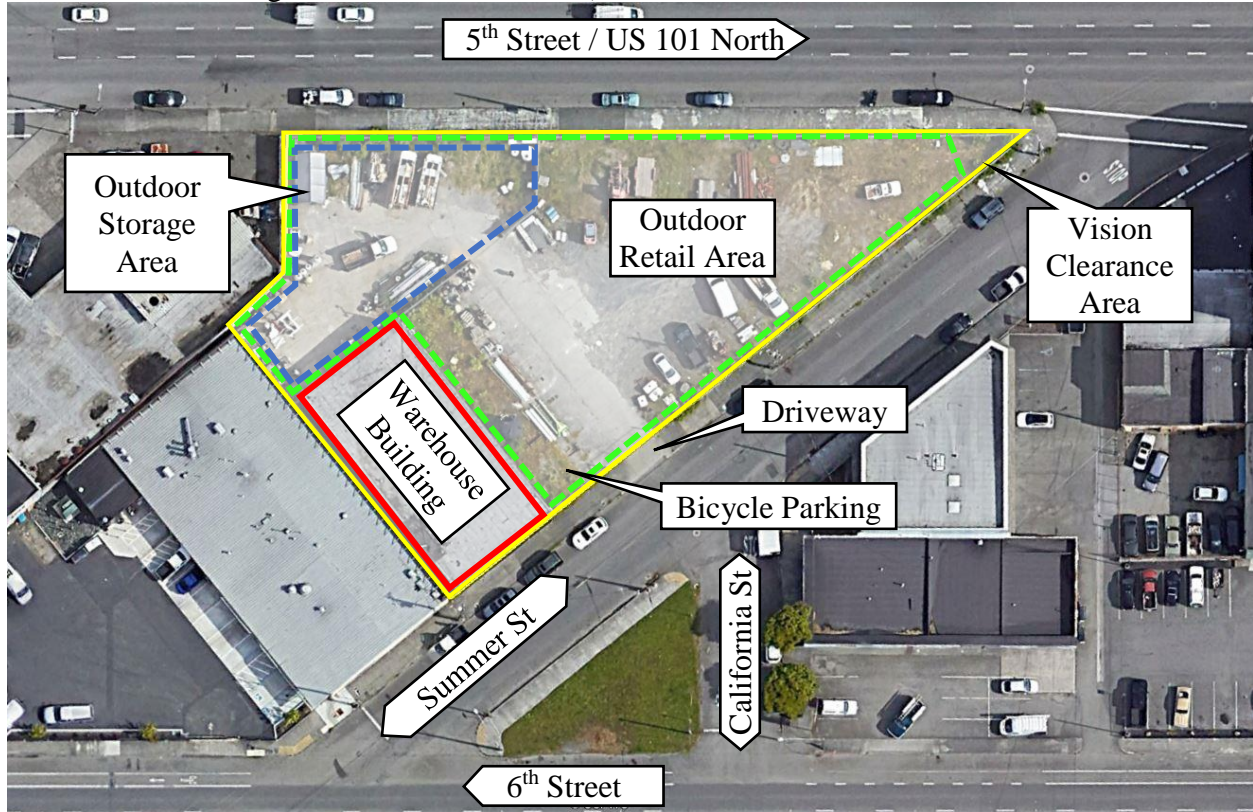 5th Street / US 101 North
Outdoor
Storage
Area
Outdoor
Retail Area
Vision
Clearance
Area
Warehouse
Building
Driveway
Bicycle Parking
Summer St
California St
6th Street